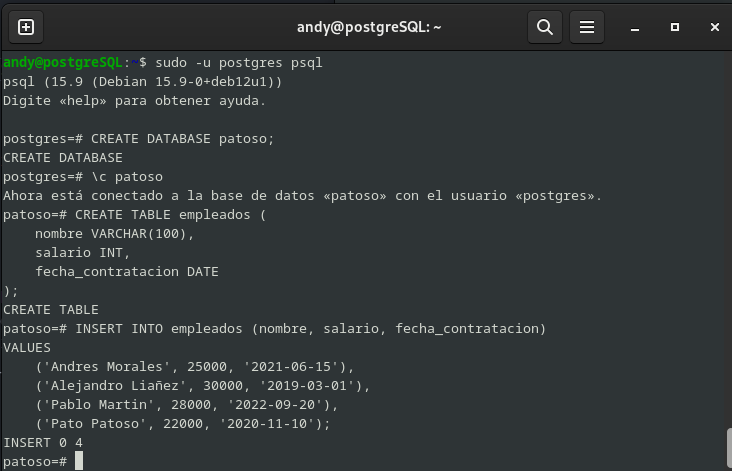 andy@postgreSQL: ~
andy@postgreSQL:~$ sudo -u postgres psql
psql (15.9 (Debian 15.9-0+deb12u1))
Digite «help» para obtener ayuda.
postgres=# CREATE DATABASE patoso;
CREATE DATABASE
postgres=# \c patoso
Ahora está conectado a la base de datos «patoso» con el usuario «postgres».
patoso=# CREATE TABLE empleados (
    nombre VARCHAR(100),
    salario INT,
    fecha_contratacion DATE
);
CREATE TABLE
patoso=# INSERT INTO empleados (nombre, salario, fecha_contratacion)
VALUES
    ('Andres Morales', 25000, '2021-06-15'),
    ('Alejandro Liañez', 30000, '2019-03-01'),
    ('Pablo Martin', 28000, '2022-09-20'),
    ('Pato Patoso', 22000, '2020-11-10');
INSERT 0 4
patoso=#